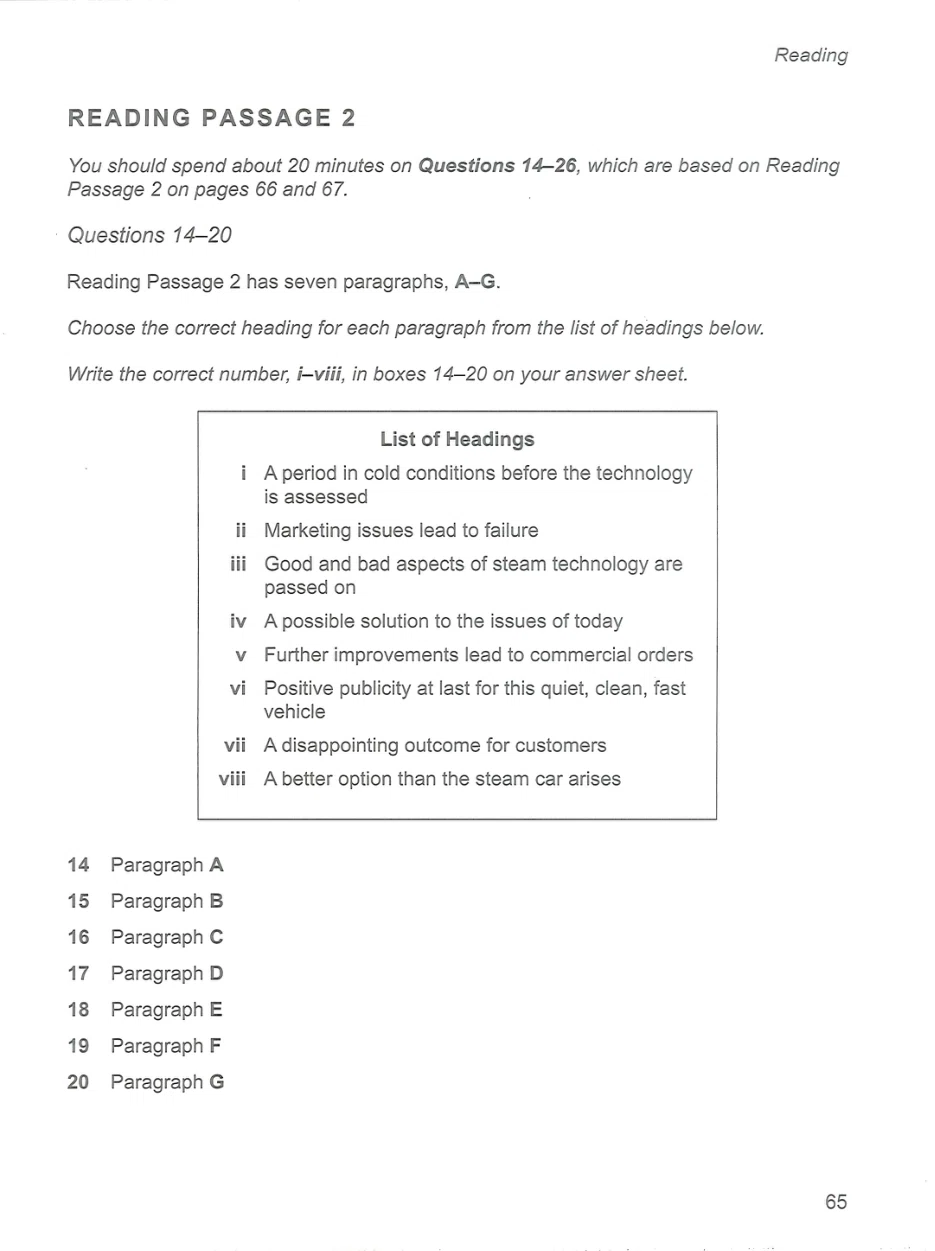 Reading
READING PASSAGE 2
You should spend about 20 minutes on Questions 14–26, which are based on Reading
Passage 2 on pages 66 and 67.
Questions 14–20
Reading Passage 2 has seven paragraphs, A–G.
Choose the correct heading for each paragraph from the list of headings below.
Write the correct number, i–viii, in boxes 14–20 on your answer sheet.
List of Headings
i A period in cold conditions before the technology
is assessed
ii Marketing issues lead to failure
iii Good and bad aspects of steam technology are
passed on
iv A possible solution to the issues of today
v Further improvements lead to commercial orders
vi Positive publicity at last for this quiet, clean, fast
vehicle
vii A disappointing outcome for customers
viii A better option than the steam car arises
14 Paragraph A
15 Paragraph B
16 Paragraph C
17 Paragraph D
18 Paragraph E
19 Paragraph F
20 Paragraph G
65